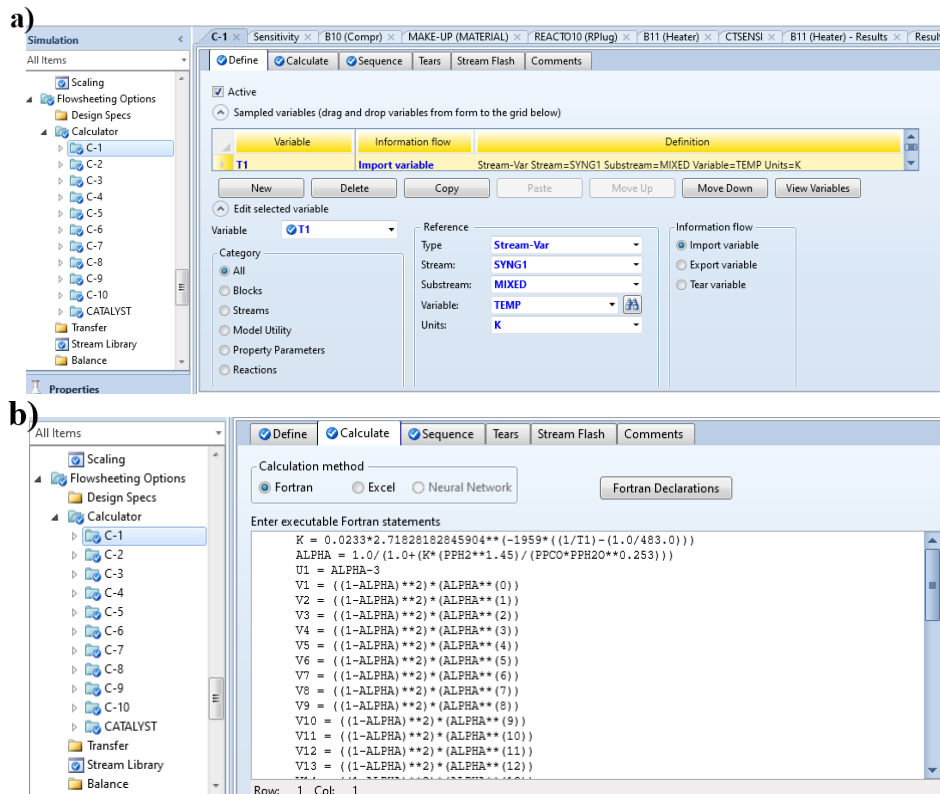 a)
Simulation
All Items
Scaling
Flowsheeting Options
Design Specs
Calculator
C-1
C-2
C-3
C-4
C-5
C-6
C-7
C-8
C-9
C-10
CATALYST
Transfer
Stream Library
Balance
Properties
C-1 Sensitivity B10 (Compr) MAKE-UP (MATERIAL) REACTO10 (RPlug) B11 (Heater) CTSENSI B11 (Heater) - Results
Define Calculate Sequence Tears Stream Flash Comments
Active
Sampled variables (drag and drop variables from form to the grid below)
Variable Information flow Definition
T1 Import variable Stream-Var Stream=SYNG1 Substream=MIXED Variable=TEMP Units=K
New Delete Copy Paste Move Up Move Down View Variables
Edit selected variable
Variable T1
Category
All
Blocks
Streams
Model Utility
Property Parameters
Reactions
Reference
Type Stream-Var
Stream: SYNG1
Substream: MIXED
Variable: TEMP
Units: K
Information flow
Import variable
Export variable
Tear variable
b)
All Items
Scaling
Flowsheeting Options
Design Specs
Calculator
C-1
C-2
C-3
C-4
C-5
C-6
C-7
C-8
C-9
C-10
CATALYST
Transfer
Stream Library
Balance
Define Calculate Sequence Tears Stream Flash Comments
Calculation method
Fortran Excel Neural Network
Fortran Declarations
Enter executable Fortran statements
K = 0.0233*2.71828182845904**(-1959*((1/T1)-(1.0/483.0)))
ALPHA = 1.0/(1.0+(K*(PPH2**1.45)/(PPCO*PPH2O**0.253)))
U1 = ALPHA-3
V1 = ((1-ALPHA)**2)*(ALPHA**(0))
V2 = ((1-ALPHA)**2)*(ALPHA**(1))
V3 = ((1-ALPHA)**2)*(ALPHA**(2))
V4 = ((1-ALPHA)**2)*(ALPHA**(3))
V5 = ((1-ALPHA)**2)*(ALPHA**(4))
V6 = ((1-ALPHA)**2)*(ALPHA**(5))
V7 = ((1-ALPHA)**2)*(ALPHA**(6))
V8 = ((1-ALPHA)**2)*(ALPHA**(7))
V9 = ((1-ALPHA)**2)*(ALPHA**(8))
V10 = ((1-ALPHA)**2)*(ALPHA**(9))
V11 = ((1-ALPHA)**2)*(ALPHA**(10))
V12 = ((1-ALPHA)**2)*(ALPHA**(11))
V13 = ((1-ALPHA)**2)*(ALPHA**(12))
Row: 1 Col: 1